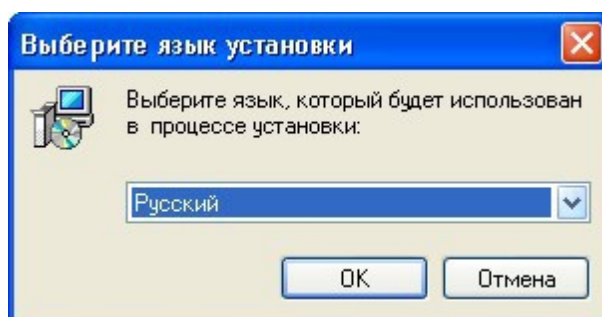 Выберите язык установки
Выберите язык, который будет использован
в процессе установки:
Русский
OK
Отмена